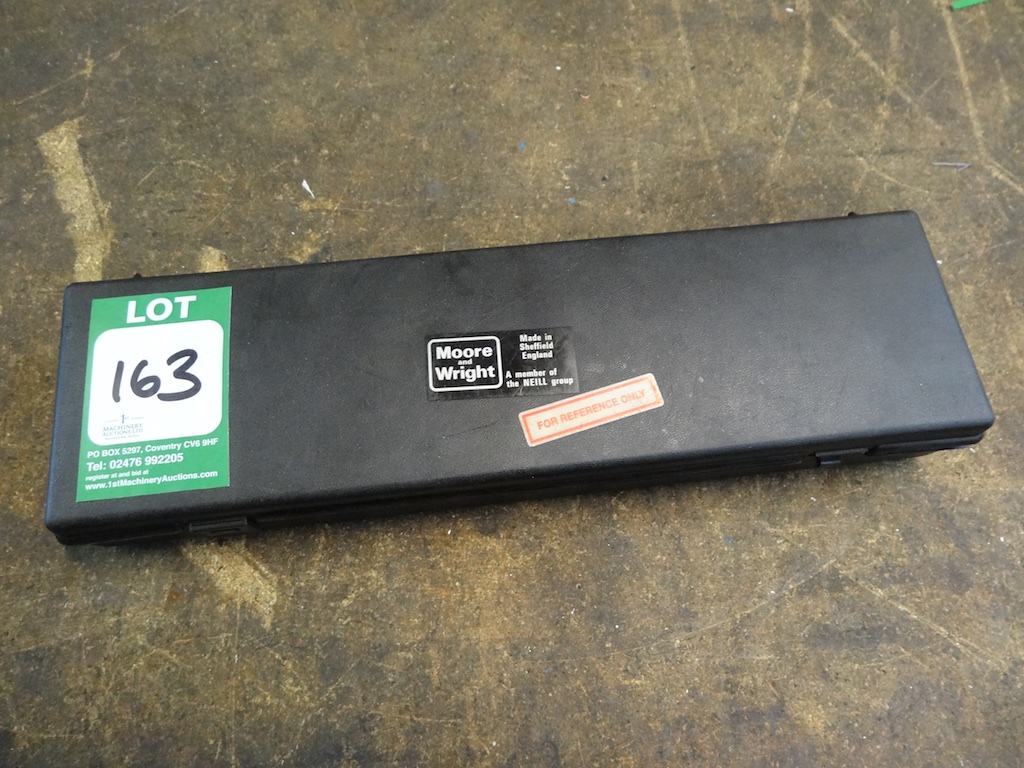 LOT
163
1st
MACHINERY
AUCTIONS LTD
PO BOX 5297, Coventry CV6 9HF
Tel: 02476 992205
register at and bid at
www.1stMachineryAuctions.com
Moore
and
Wright
Made in
Sheffield
England
A member of
the NEILL group
FOR REFERENCE ONLY